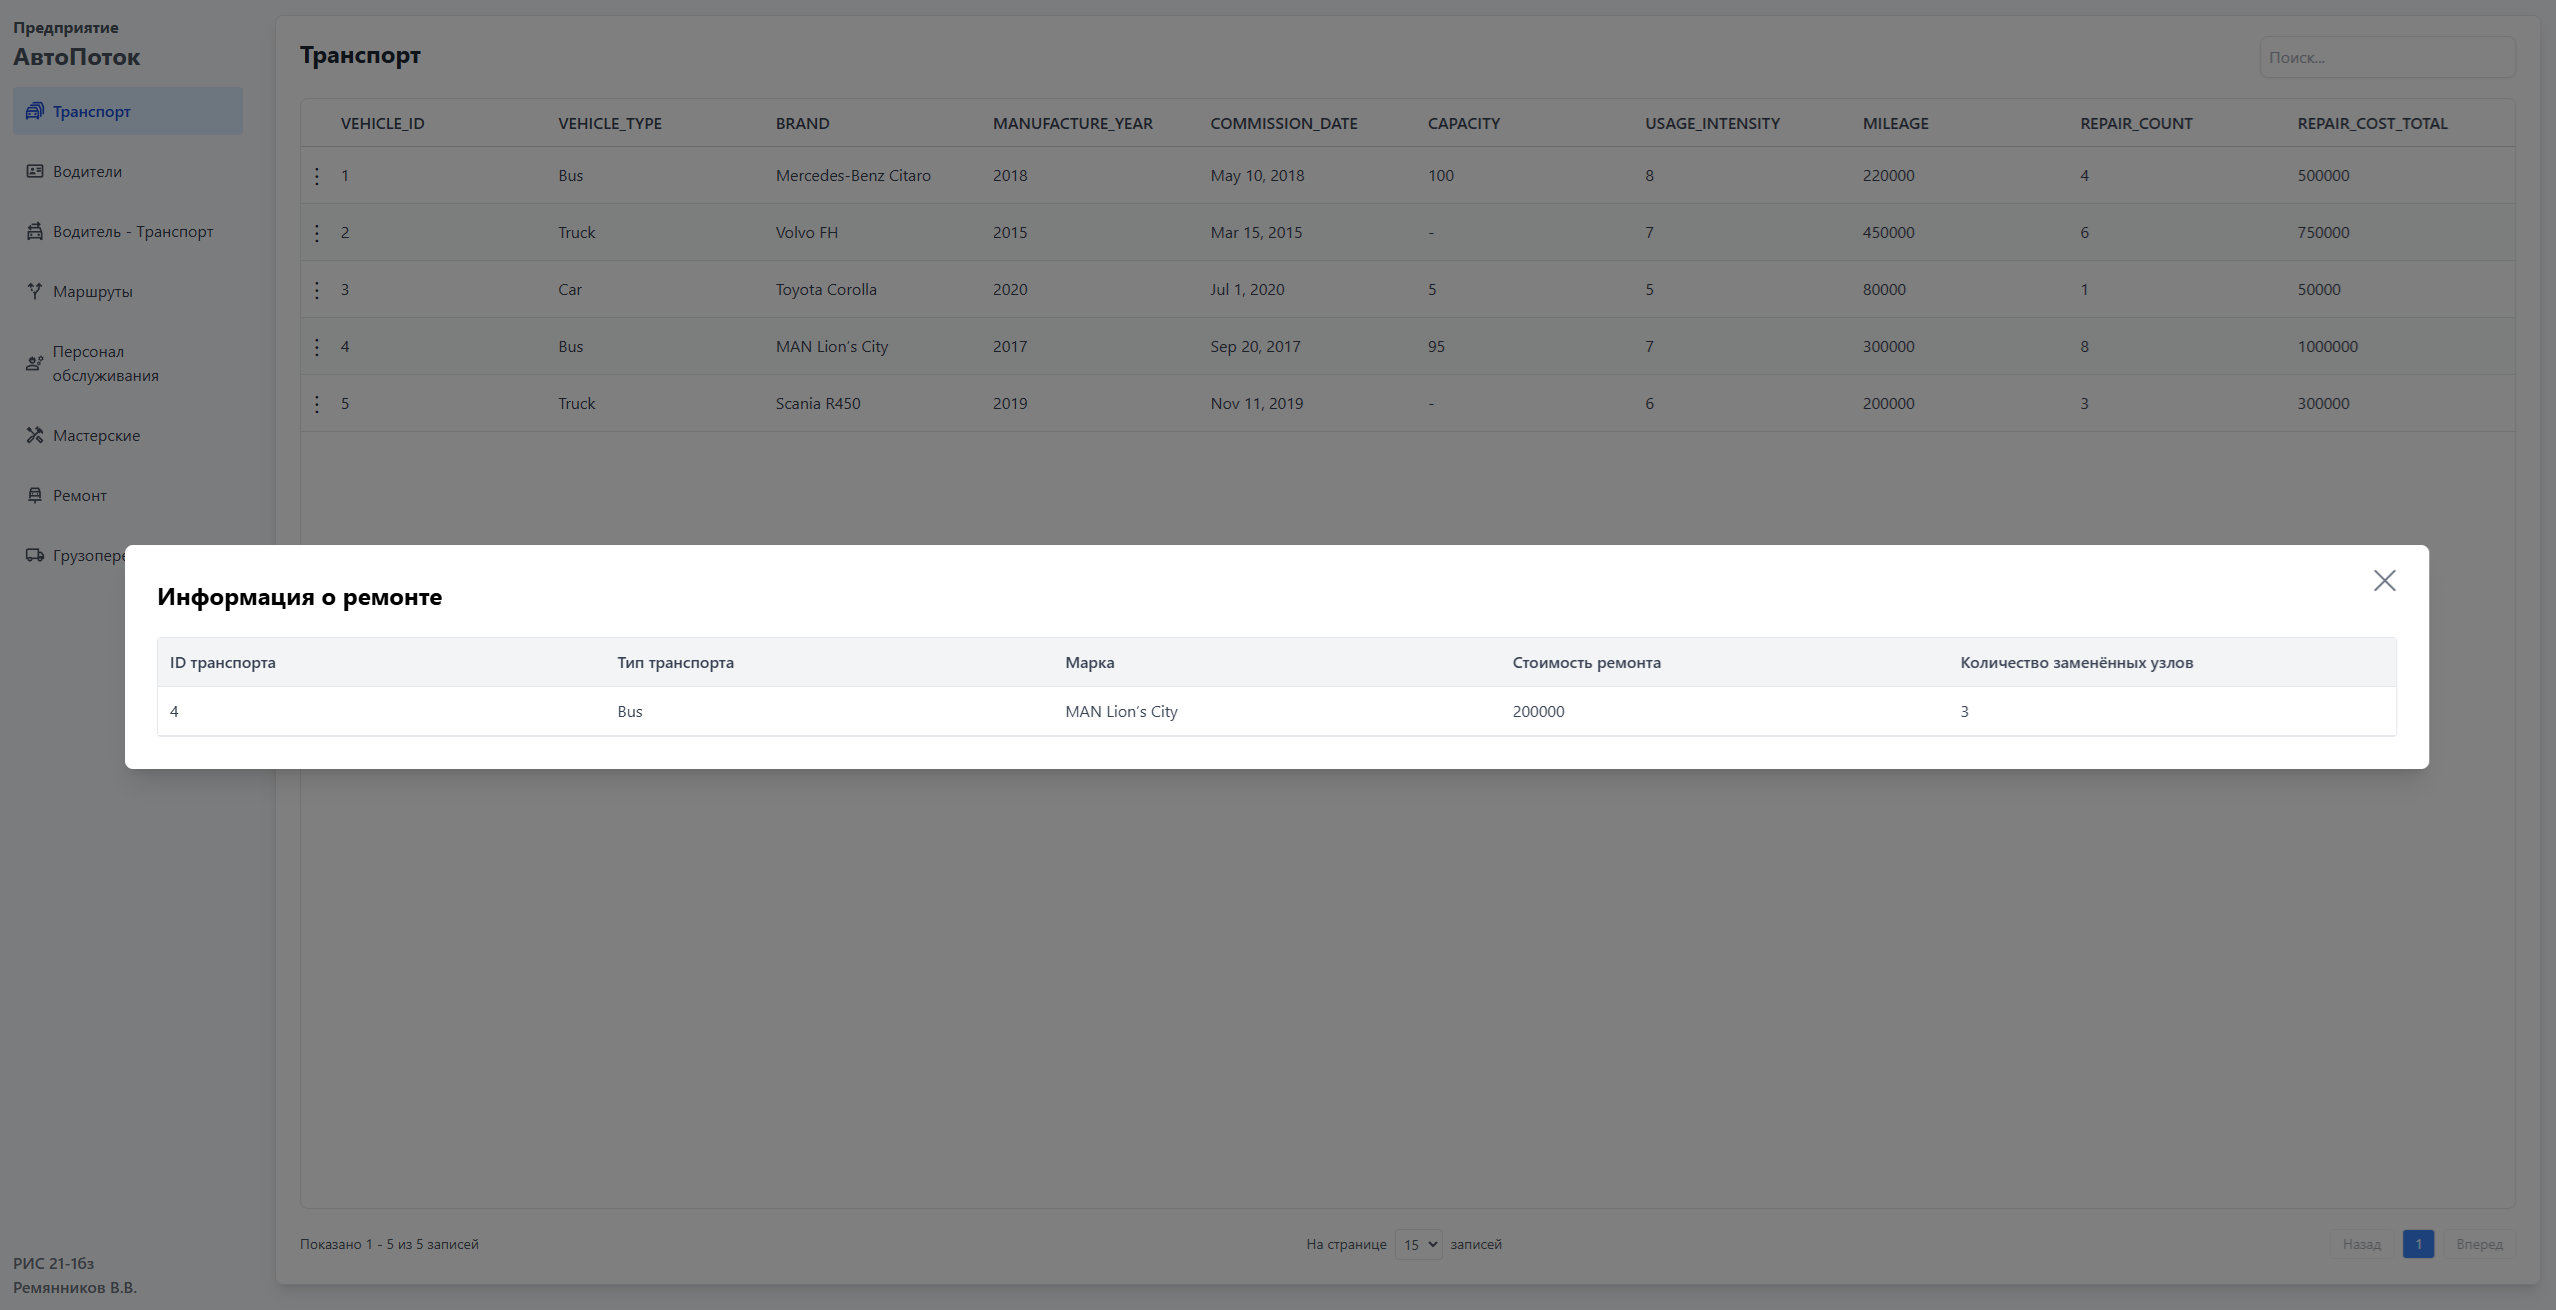 Предприятие
АвтоПоток
Транспорт
Водители
Водитель - Транспорт
Маршруты
Персонал
обслуживания
Мастерские
Ремонт
Грузопере
РИС 21-1бз
Ремянников В.В.
Транспорт
Поиск...
VEHICLE_ID VEHICLE_TYPE BRAND MANUFACTURE_YEAR COMMISSION_DATE CAPACITY USAGE_INTENSITY MILEAGE REPAIR_COUNT REPAIR_COST_TOTAL
1 Bus Mercedes-Benz Citaro 2018 May 10, 2018 100 8 220000 4 500000
2 Truck Volvo FH 2015 Mar 15, 2015 - 7 450000 6 750000
3 Car Toyota Corolla 2020 Jul 1, 2020 5 5 80000 1 50000
4 Bus MAN Lion’s City 2017 Sep 20, 2017 95 7 300000 8 1000000
5 Truck Scania R450 2019 Nov 11, 2019 - 6 200000 3 300000
Информация о ремонте
ID транспорта Тип транспорта Марка Стоимость ремонта Количество заменённых узлов
4 Bus MAN Lion’s City 200000 3
Показано 1 - 5 из 5 записей
На странице 15 записей
Назад 1 Вперед